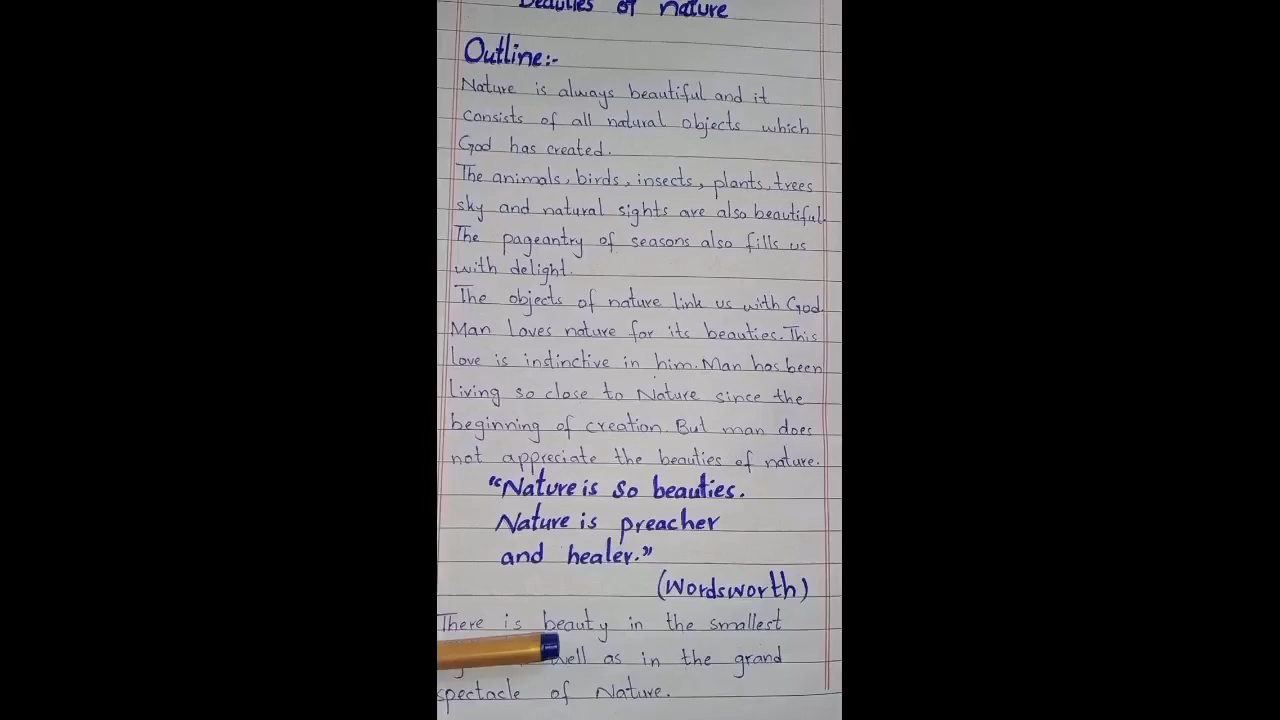 Beauties of nature
Outline:-
Nature is always beautiful and it
consists of all natural objects which
God has created.
The animals, birds, insects, plants, trees
sky and natural sights are also beautiful.
The pageantry of seasons also fills us
with delight.
The objects of nature link us with God.
Man loves nature for its beauties. This
love is instinctive in him. Man has been
living so close to Nature since the
beginning of creation. But man does
not appreciate the beauties of nature.
"Nature is so beauties.
Nature is preacher
and healer."
(Wordsworth)
There is beauty in the smallest
well as in the grand
spectacle of Nature.